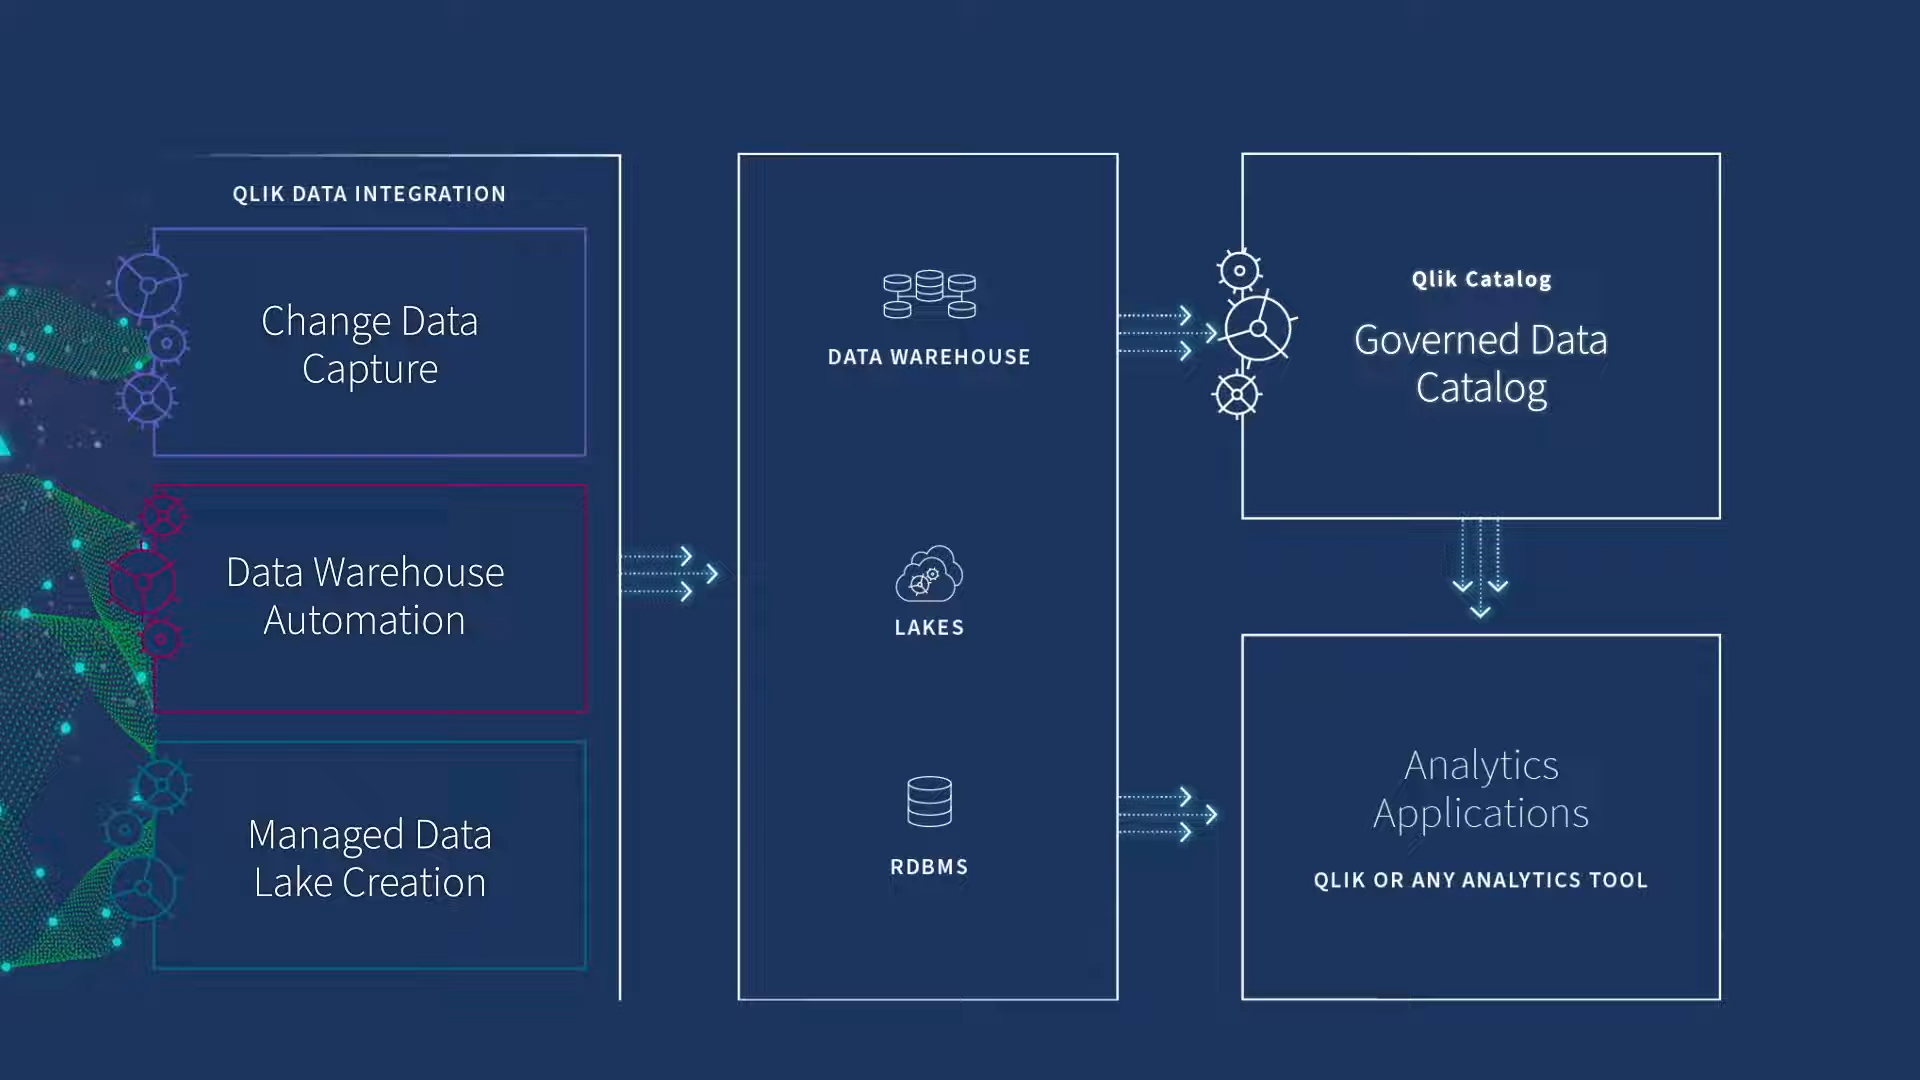 QLIK DATA INTEGRATION
Change Data
Capture
Data Warehouse
Automation
Managed Data
Lake Creation
DATA WAREHOUSE
LAKES
RDBMS
Qlik Catalog
Governed Data
Catalog
Analytics
Applications
QLIK OR ANY ANALYTICS TOOL